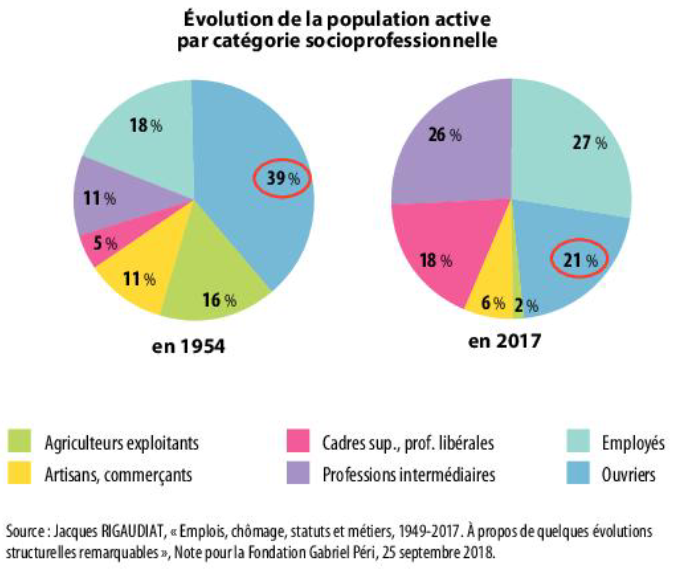 Évolution de la population active
par catégorie socioprofessionnelle
18 %
39 %
11 %
5 %
11 %
16 %
en 1954
26 %
27 %
18 %
21 %
6 %
2 %
en 2017
Agriculteurs exploitants
Cadres sup., prof. libérales
Employés
Artisans, commerçants
Professions intermédiaires
Ouvriers
Source : Jacques RIGAUDIAT, « Emplois, chômage, statuts et métiers, 1949-2017. À propos de quelques évolutions
structurelles remarquables », Note pour la Fondation Gabriel Péri, 25 septembre 2018.